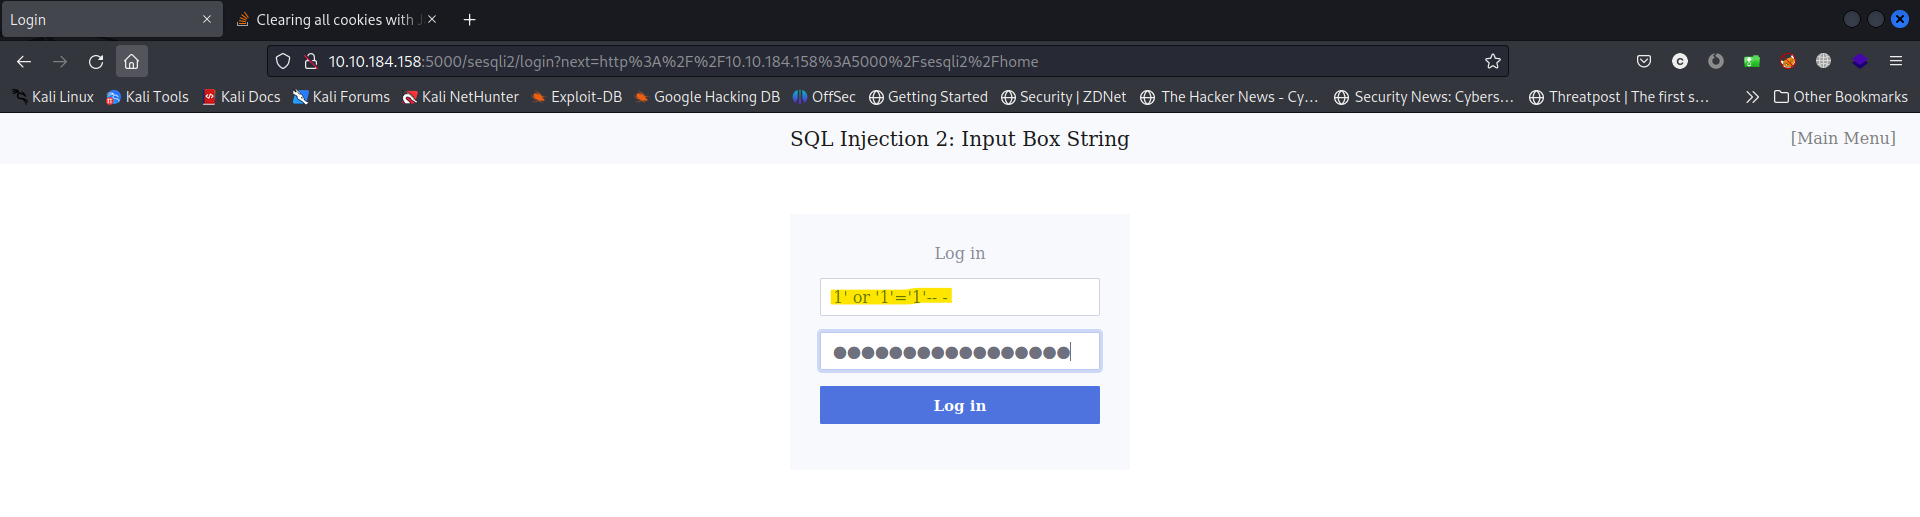 Login
Clearing all cookies with J
10.10.184.158:5000/sesqli2/login?next=http%3A%2F%2F10.10.184.158%3A5000%2Fsesqli2%2Fhome
Kali Linux Kali Tools Kali Docs Kali Forums Kali NetHunter Exploit-DB Google Hacking DB OffSec Getting Started Security | ZDNet The Hacker News - Cy… Security News: Cybers… Threatpost | The first s… Other Bookmarks
SQL Injection 2: Input Box String [Main Menu]
Log in
1' or '1'='1'-- -
●●●●●●●●●●●●●●●●●
Log in